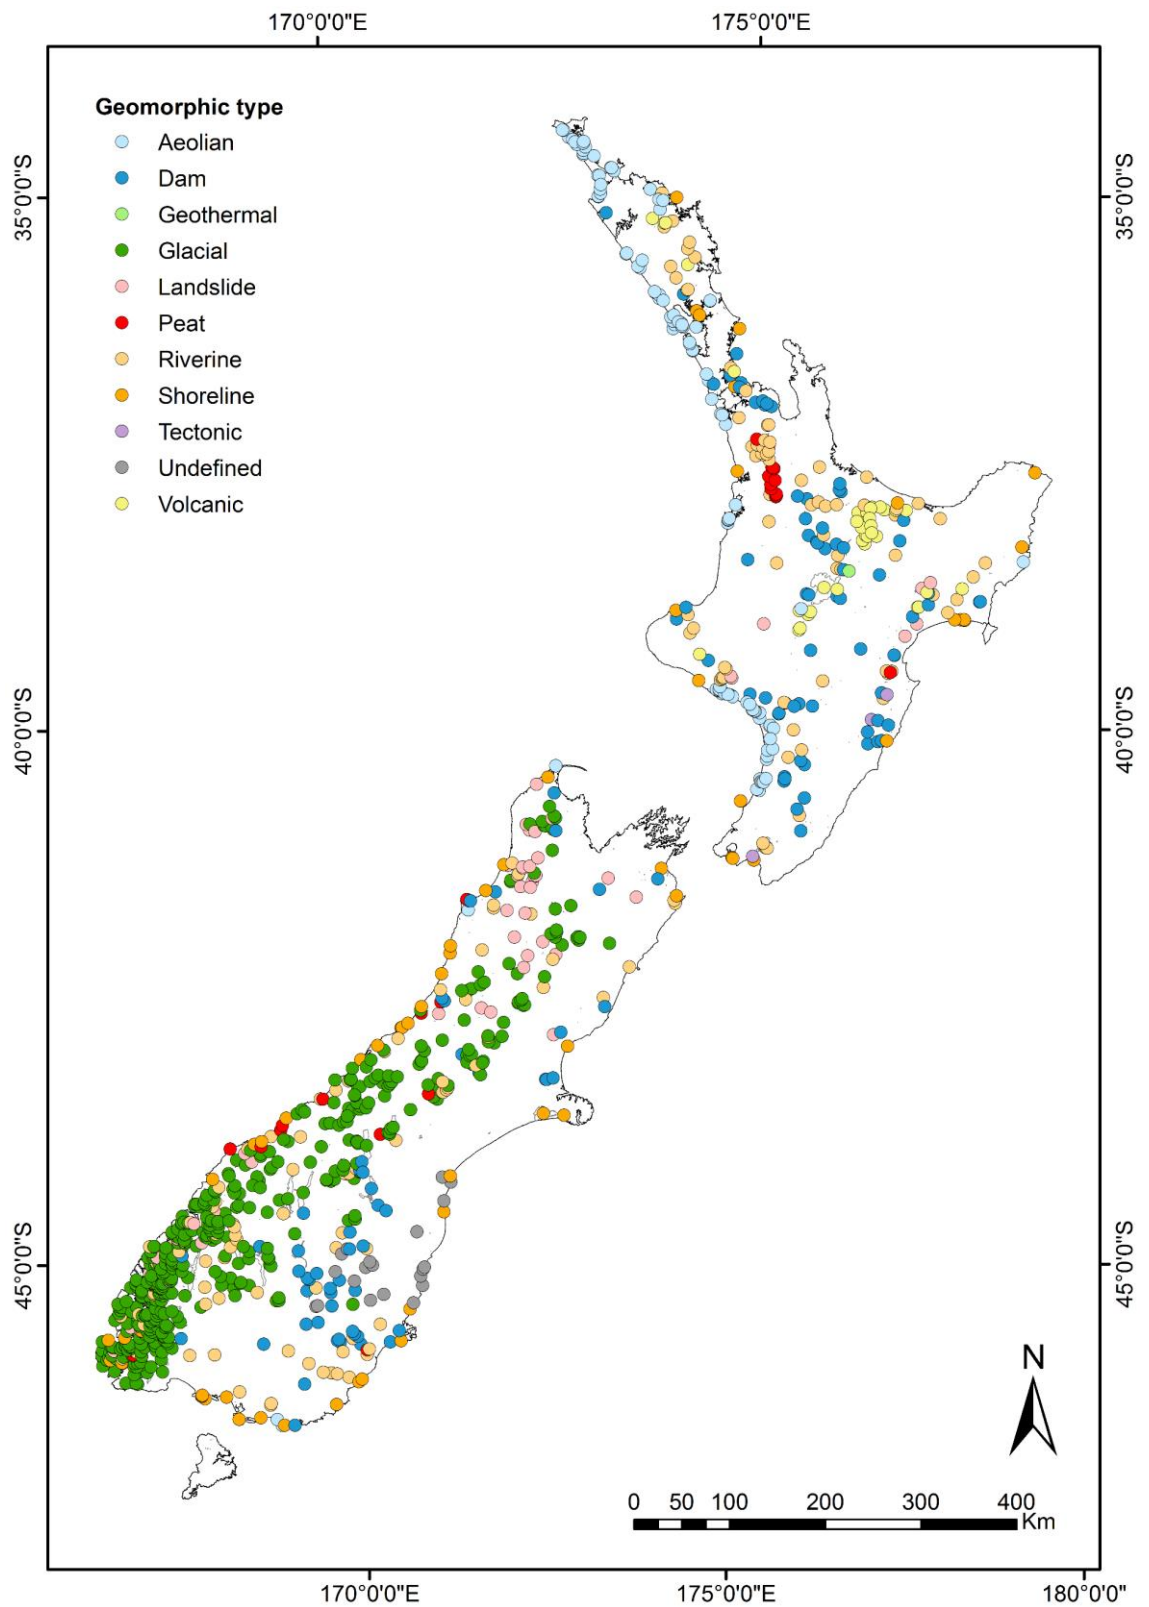 170°0'0"E 175°0'0"E
Geomorphic type
Aeolian
Dam
Geothermal
Glacial
Landslide
Peat
Riverine
Shoreline
Tectonic
Undefined
Volcanic
35°0'0"S 35°0'0"S
40°0'0"S 40°0'0"S
45°0'0"S 45°0'0"S
N
0 50 100 200 300 400
Km
170°0'0"E 175°0'0"E 180°0'0"